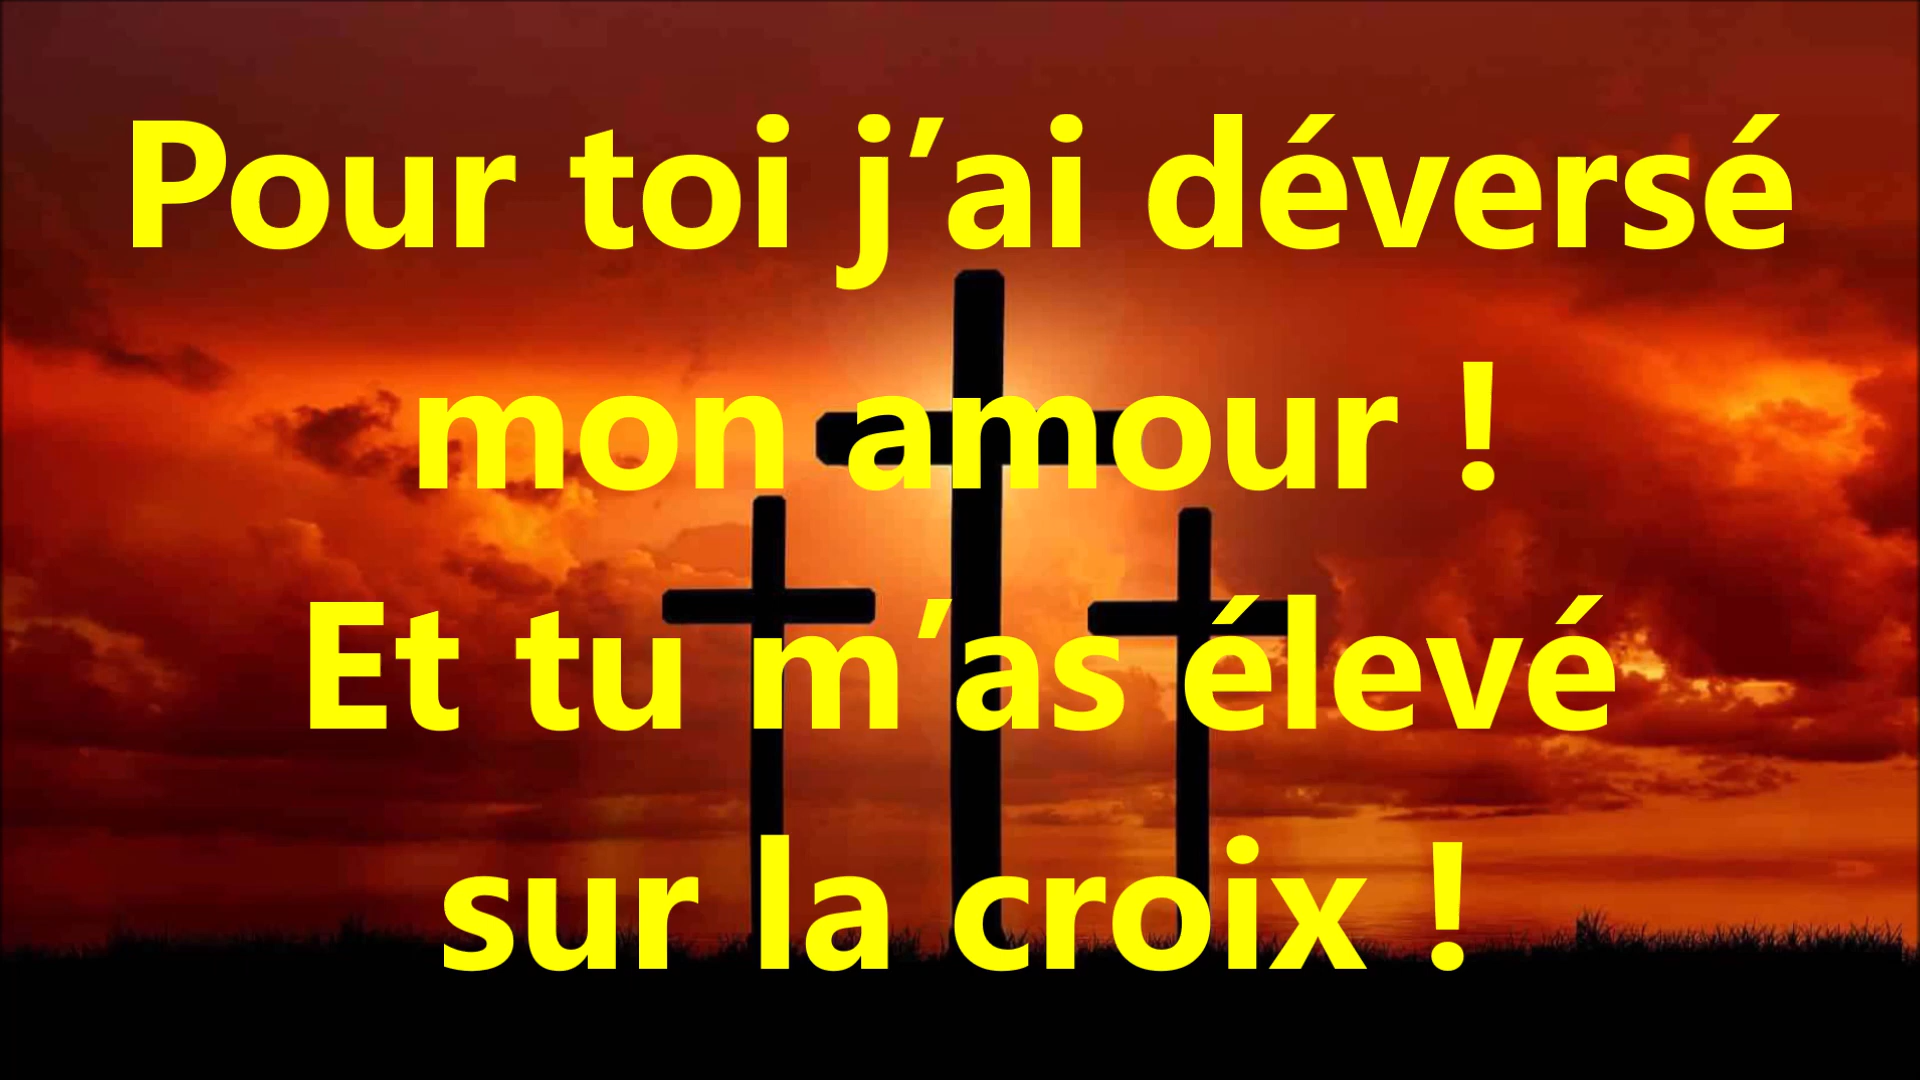 Pour toi j’ai déversé
mon amour !
Et tu m’as élevé
sur la croix !